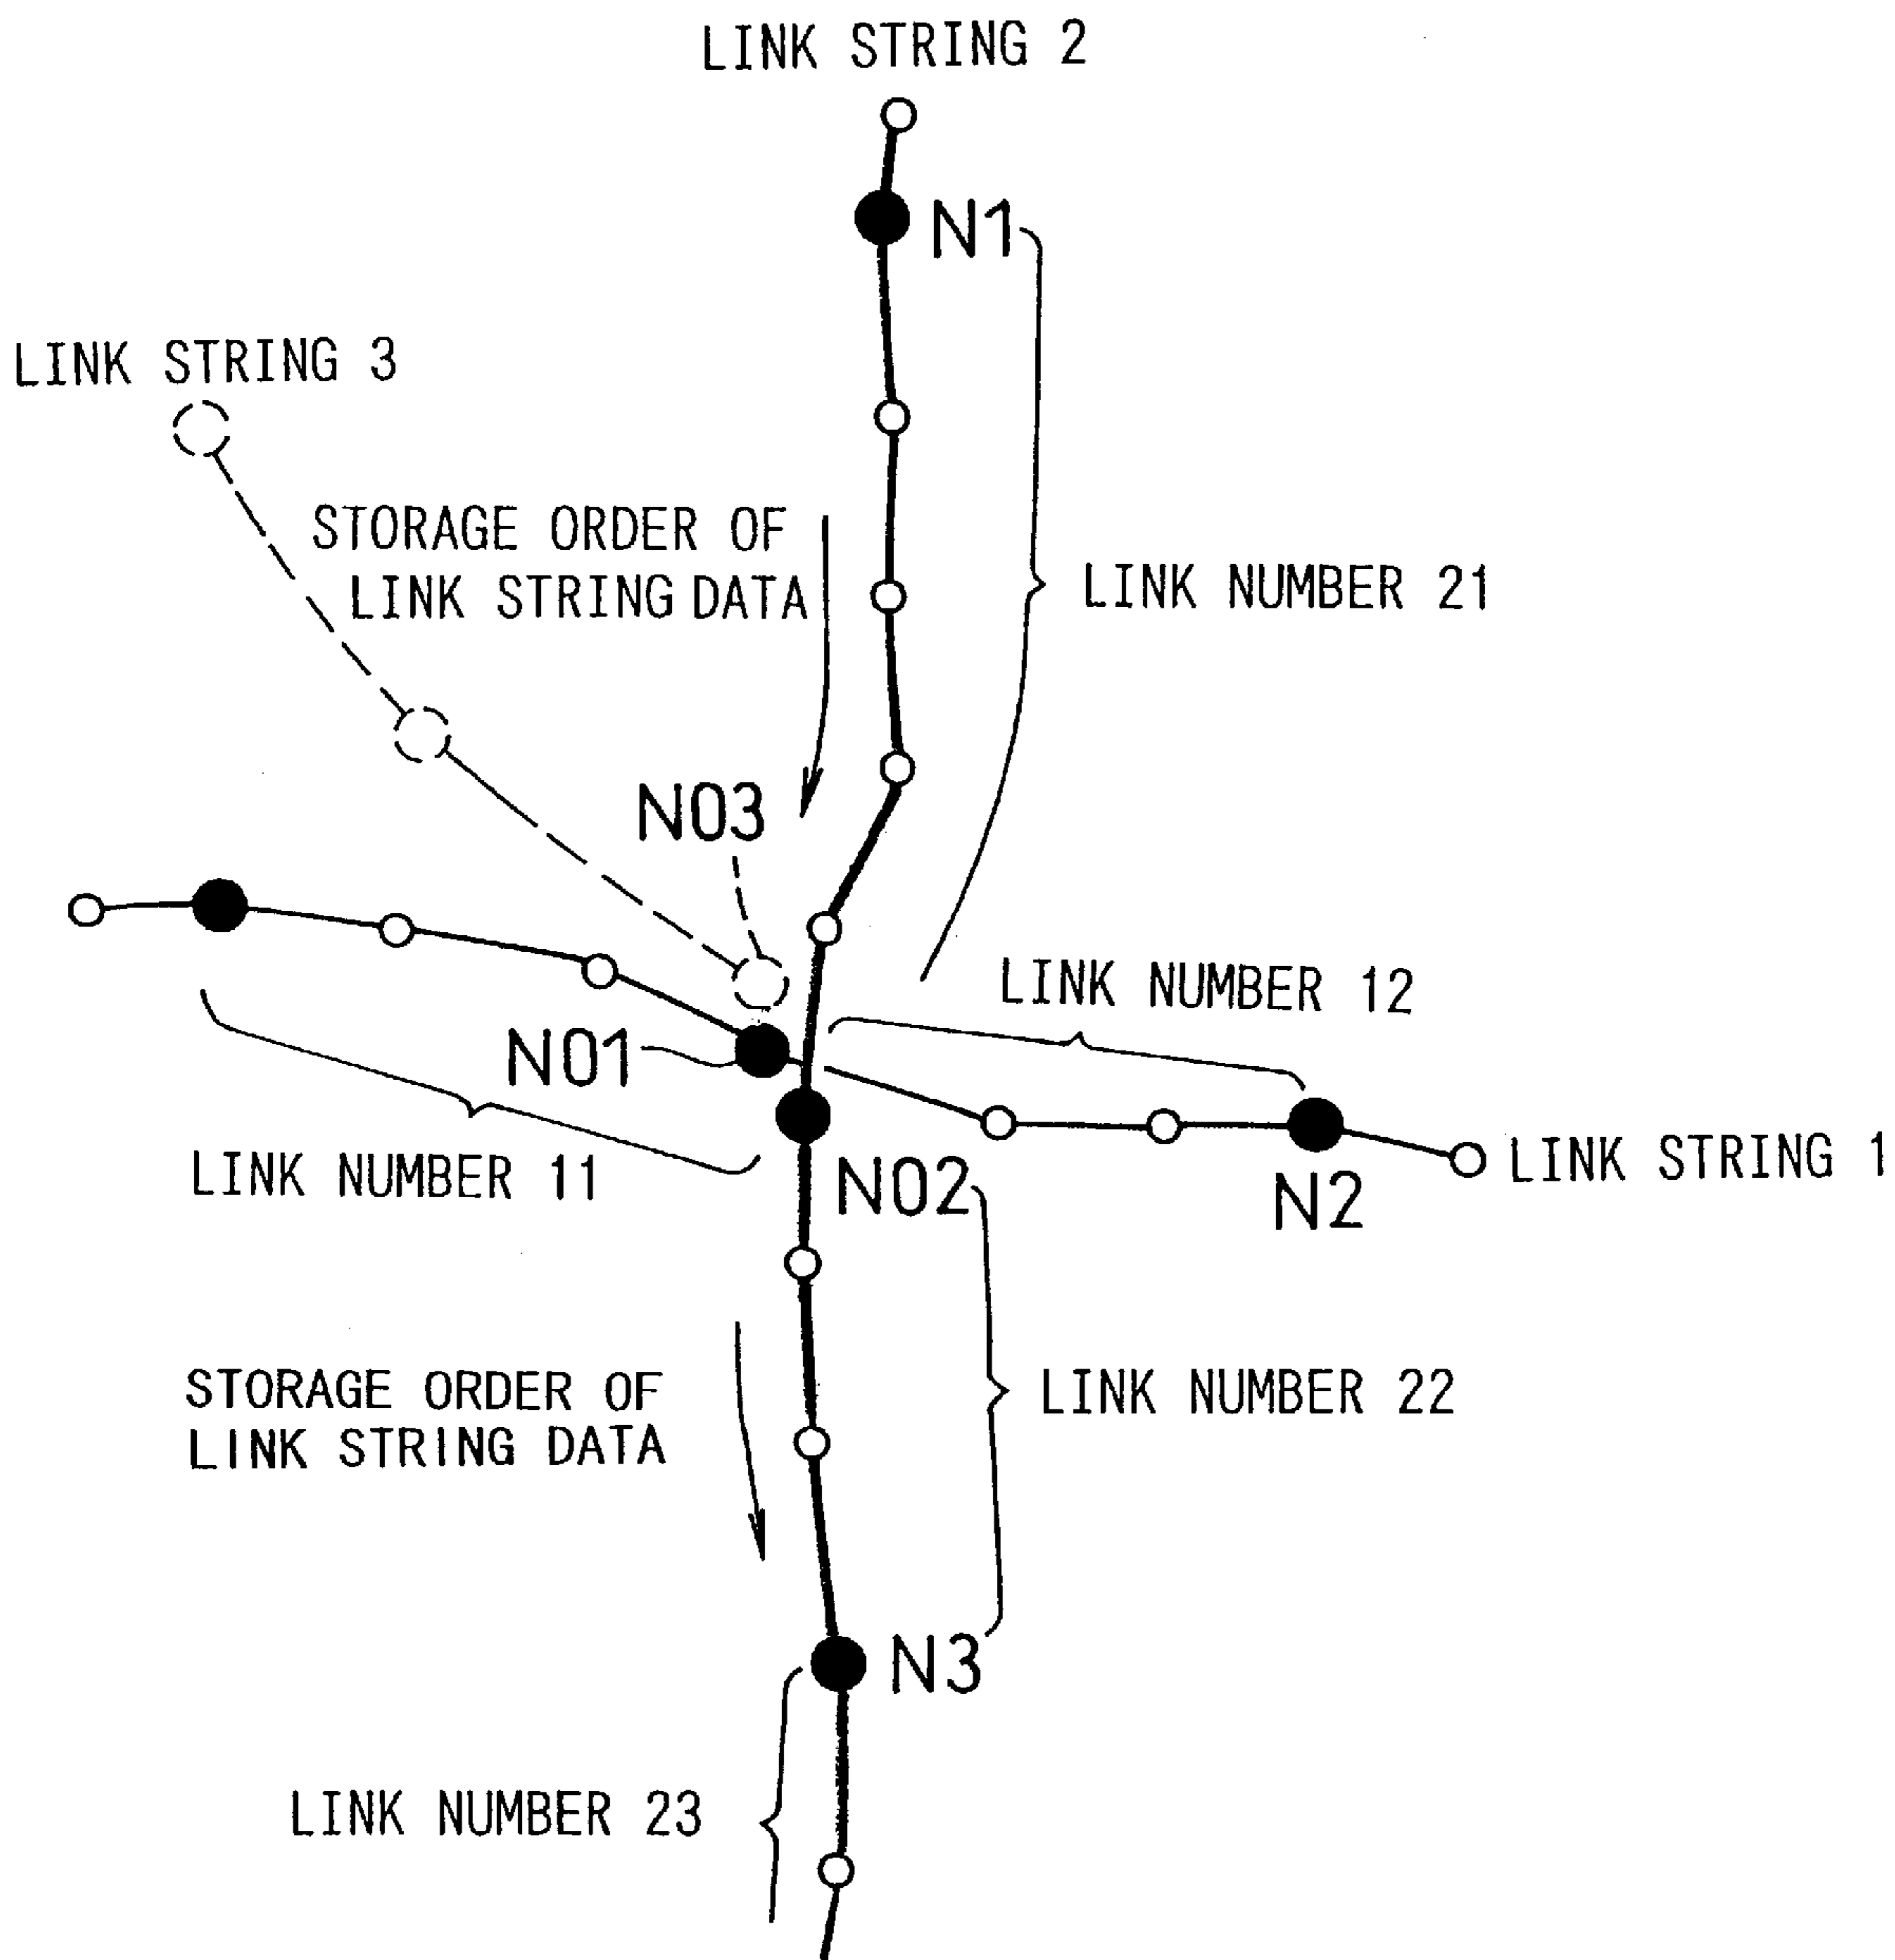 LINK STRING 2
N1
LINK STRING 3
STORAGE ORDER OF
LINK STRING DATA
LINK NUMBER 21
N03
LINK NUMBER 12
N01
LINK NUMBER 11
N02
N2
LINK STRING 1
STORAGE ORDER OF
LINK STRING DATA
LINK NUMBER 22
N3
LINK NUMBER 23